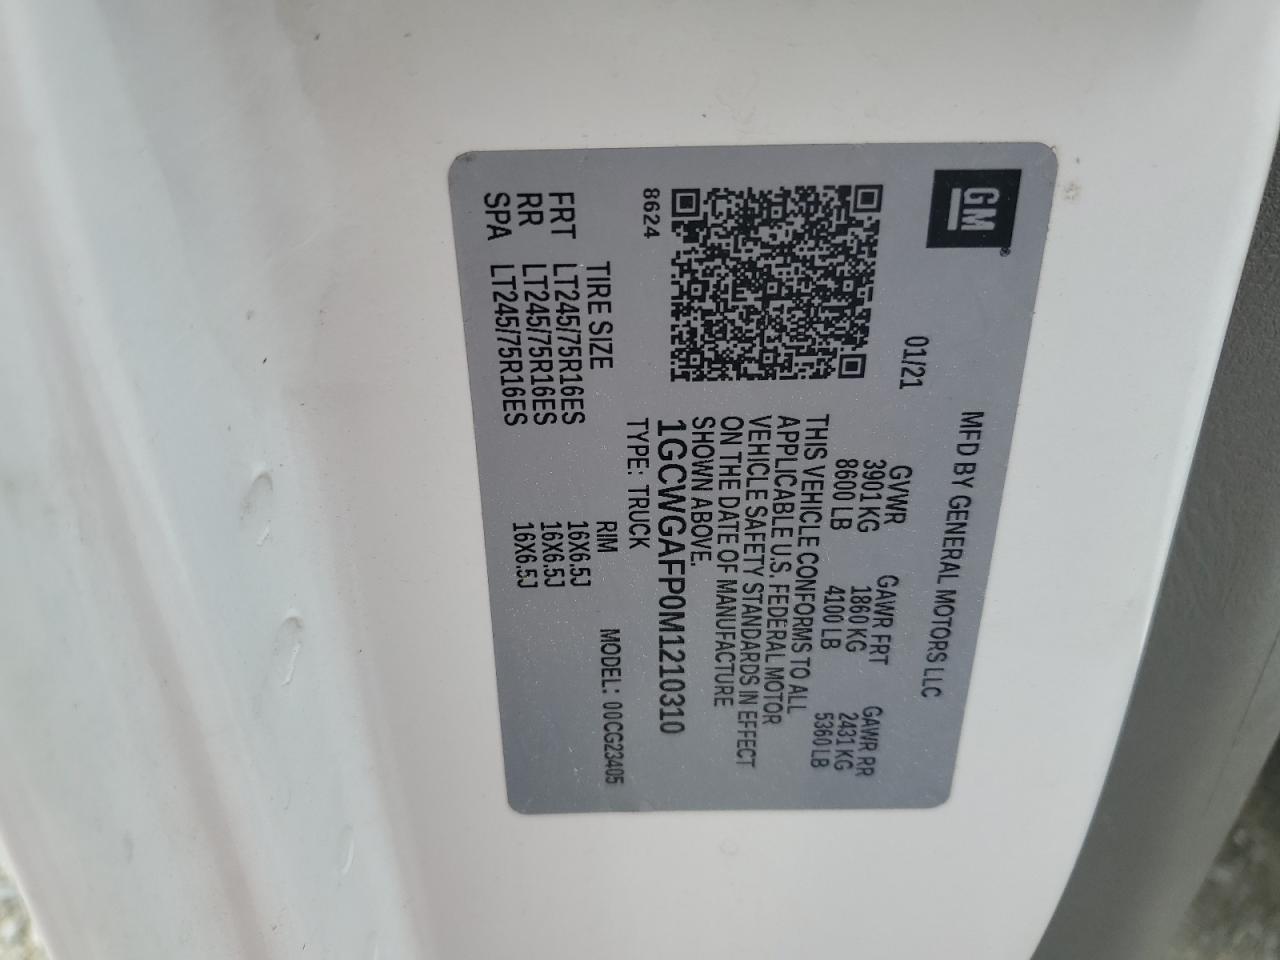 GM
MFD BY GENERAL MOTORS LLC
01/21
GVWR GAWR FRT GAWR RR
3901 KG 1860 KG 2431 KG
8600 LB 4100 LB 5360 LB
THIS VEHICLE CONFORMS TO ALL
APPLICABLE U.S. FEDERAL MOTOR
VEHICLE SAFETY STANDARDS IN EFFECT
ON THE DATE OF MANUFACTURE
SHOWN ABOVE.
1GCWGAFP0M1210310
8624
TYPE: TRUCK MODEL: 00CG23405
TIRE SIZE RIM
FRT LT245/75R16ES 16X6.5J
RR LT245/75R16ES 16X6.5J
SPA LT245/75R16ES 16X6.5J